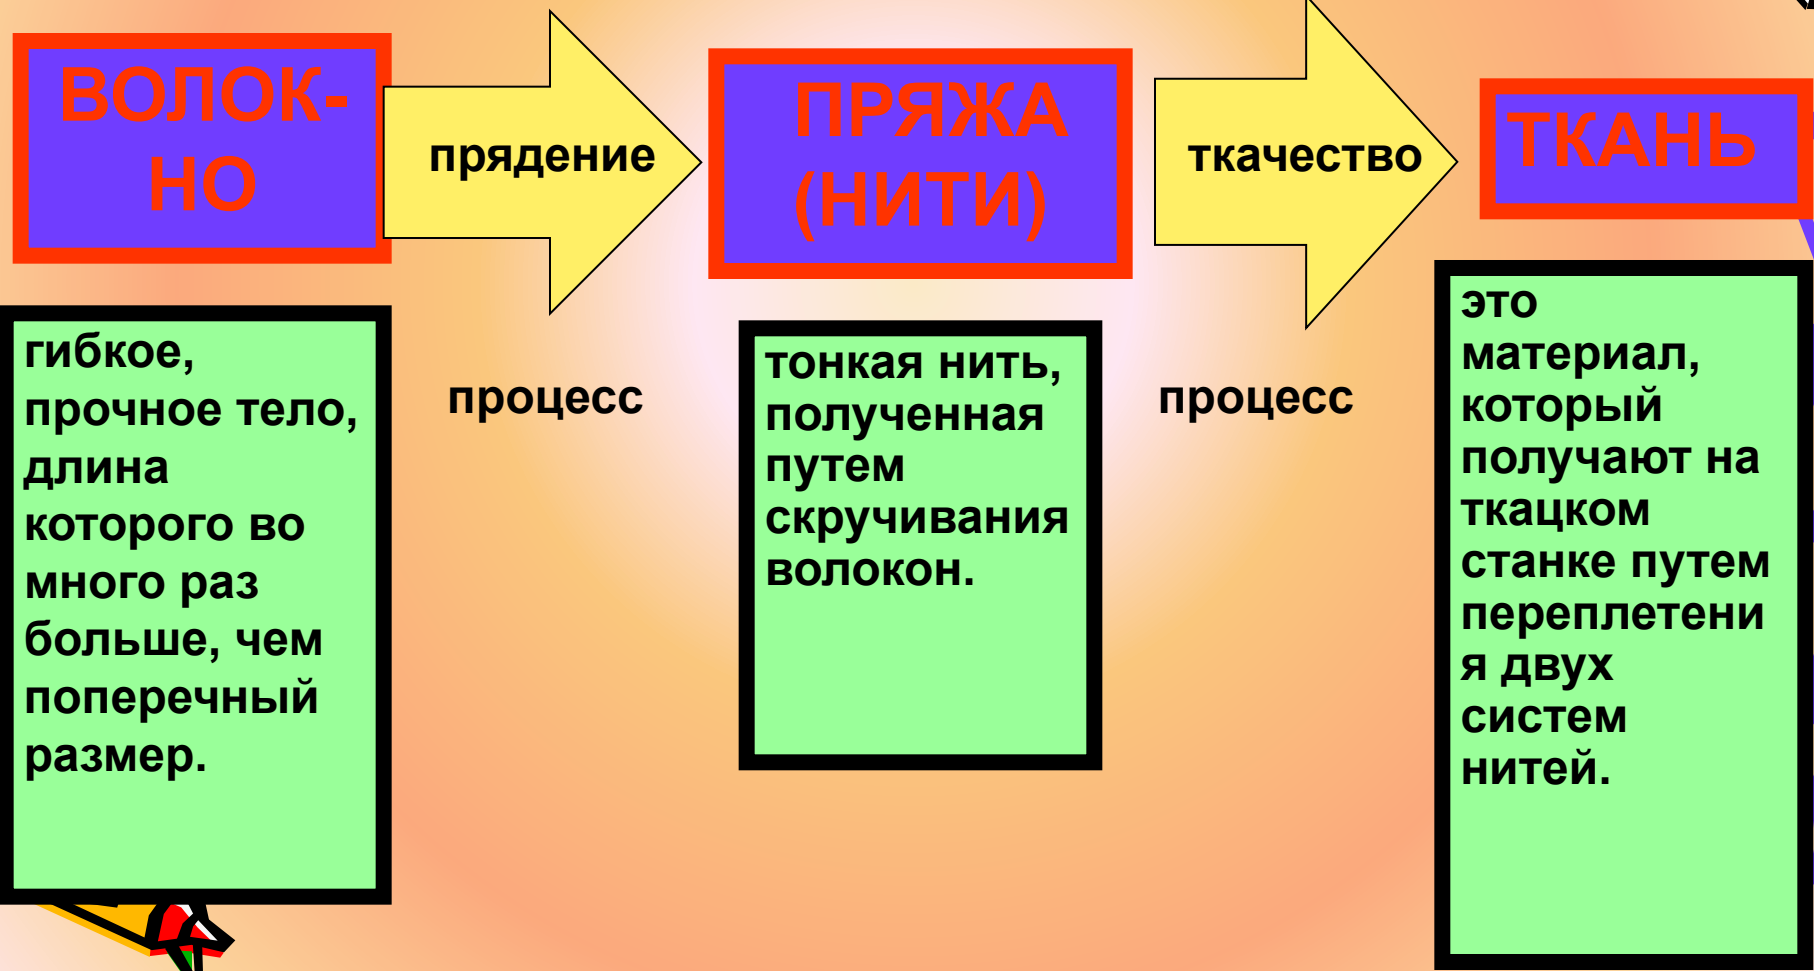 ВОЛОК-
НО
прядение
ПРЯЖА
(НИТИ)
ткачество
ТКАНЬ
гибкое,
прочное тело,
длина
которого во
много раз
больше, чем
поперечный
размер.
процесс
тонкая нить,
полученная
путем
скручивания
волокон.
процесс
это
материал,
который
получают на
ткацком
станке путем
переплетени
я двух
систем
нитей.